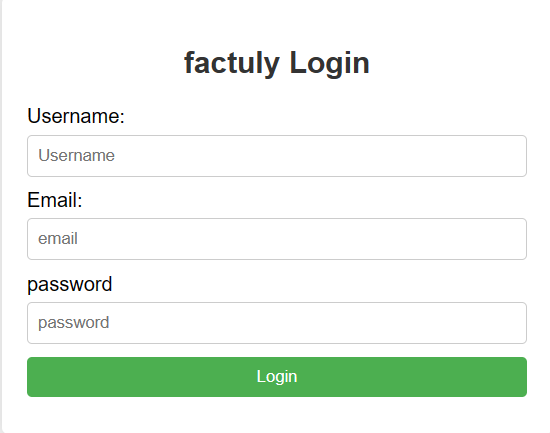 factuly Login
Username:
Username
Email:
email
password
password
Login